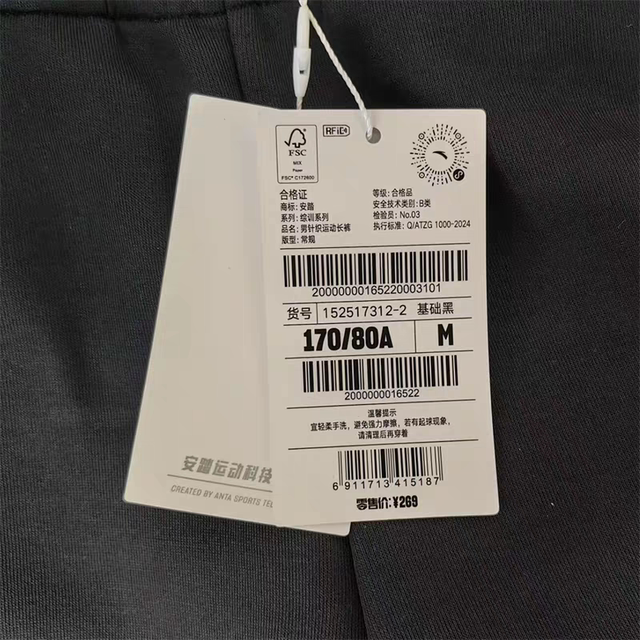 FSC
MIX
Paper
FSC® C172600
RFID
合格证
商标: 安踏
系列: 综训系列
品名: 男针织运动长裤
版型: 常规
等级: 合格品
安全技术类别: B类
检验员: No.03
执行标准: Q/ATZG 1000-2024
20000000165220003101
货号 152517312-2 基础黑
170/80A M
2000000016522
温馨提示
宜轻柔手洗，避免强力摩擦，若有起球现象，
请清理后再穿着
6 911713 415187
零售价: ¥269
安踏运动科技
CREATED BY ANTA SPORTS TE